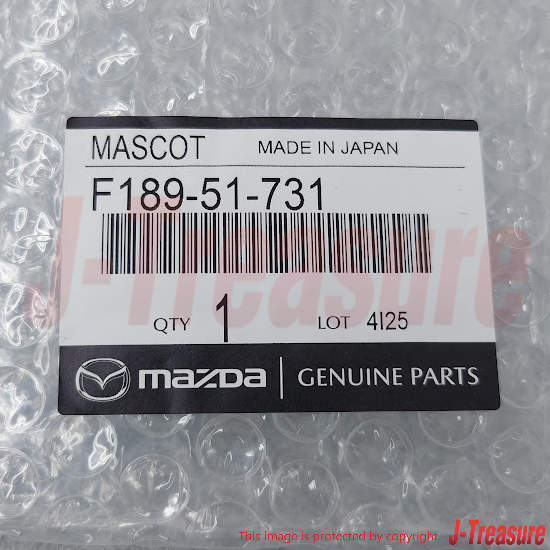 MASCOT MADE IN JAPAN
F189-51-731
QTY 1 LOT 4I25
mazda GENUINE PARTS
J-Treasure
This image is protected by copyright
J-Treasure